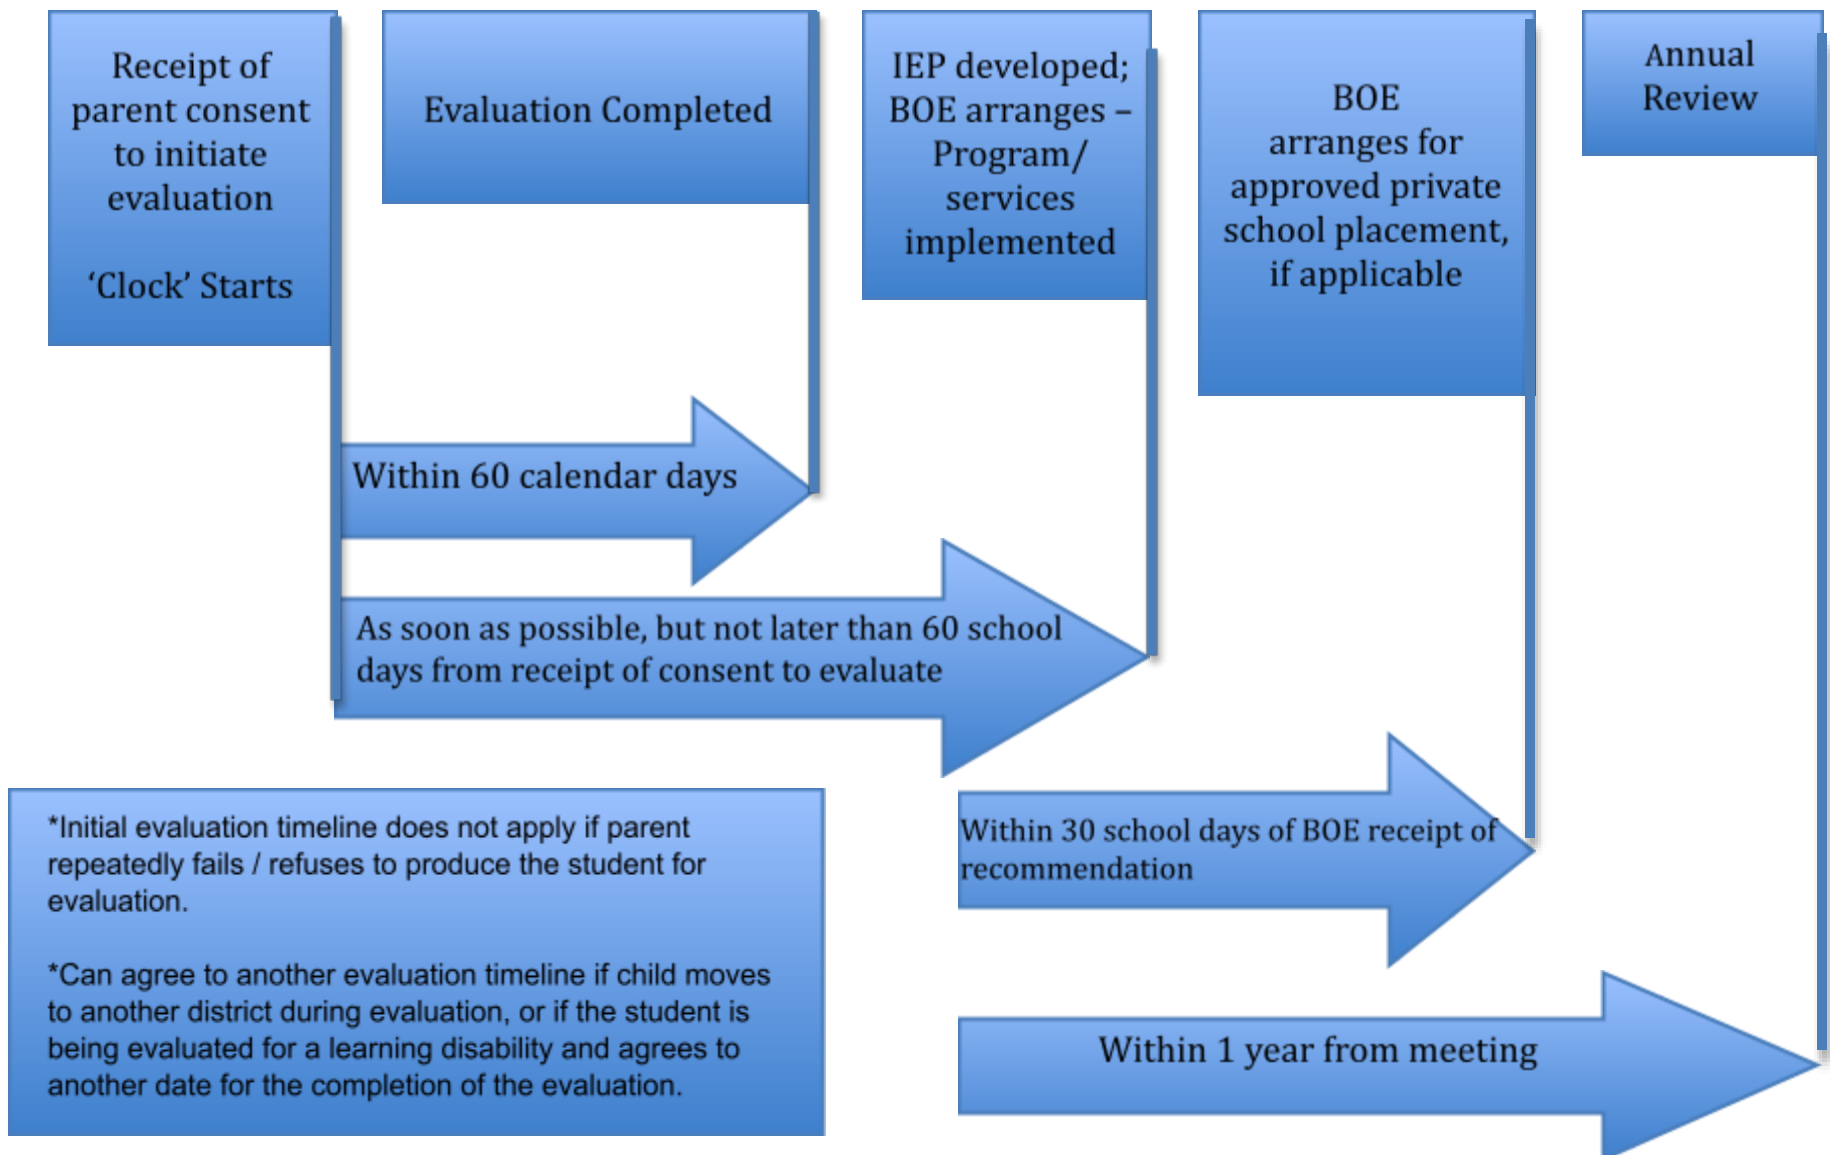 Receipt of
parent consent
to initiate
evaluation
‘Clock’ Starts
Evaluation Completed
IEP developed;
BOE arranges –
Program/
services
implemented
BOE
arranges for
approved private
school placement,
if applicable
Annual
Review
Within 60 calendar days
As soon as possible, but not later than 60 school
days from receipt of consent to evaluate
Within 30 school days of BOE receipt of
recommendation
Within 1 year from meeting
*Initial evaluation timeline does not apply if parent
repeatedly fails / refuses to produce the student for
evaluation.
*Can agree to another evaluation timeline if child moves
to another district during evaluation, or if the student is
being evaluated for a learning disability and agrees to
another date for the completion of the evaluation.